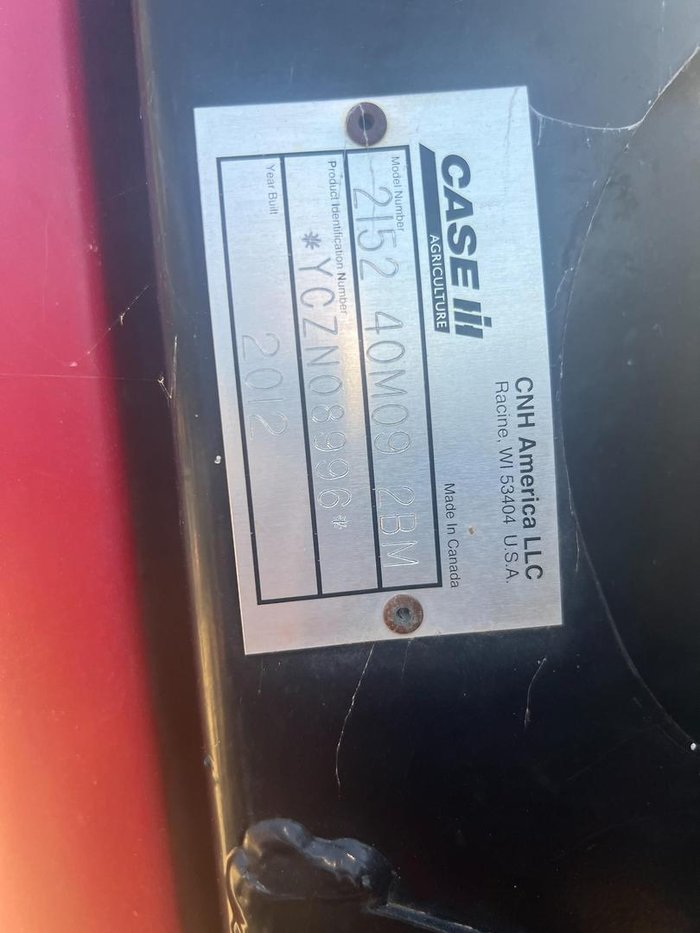 CASE IH
AGRICULTURE
CNH America LLC
Racine, WI 53404 U.S.A.
Made In Canada
Model Number
2152 40M09 2BM
Product Identification Number
*YCZN08996*
Year Built
2012